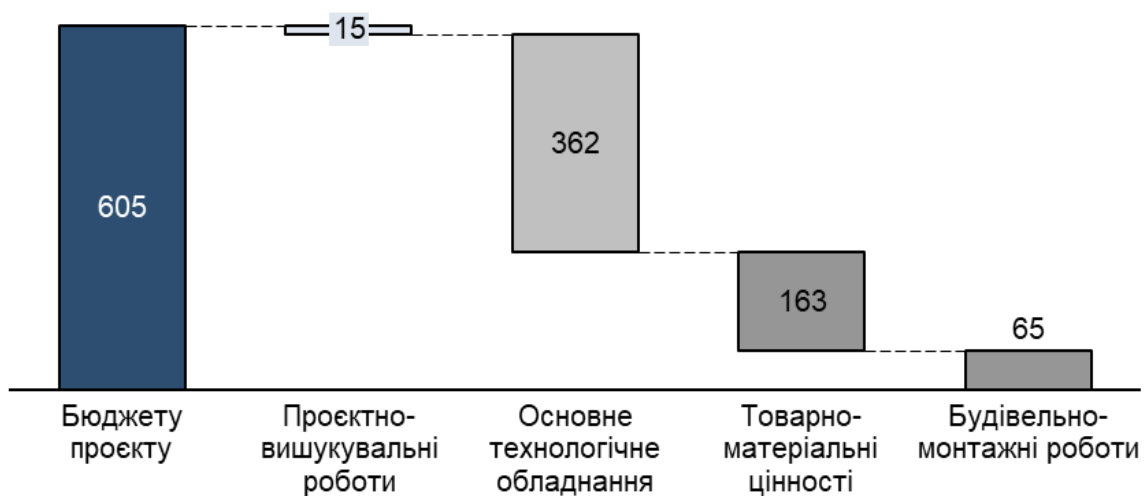 15
362
605
163
65
Бюджету
проєкту
Проєктно-
вишукувальні
роботи
Основне
технологічне
обладнання
Товарно-
матеріальні
цінності
Будівельно-
монтажні роботи